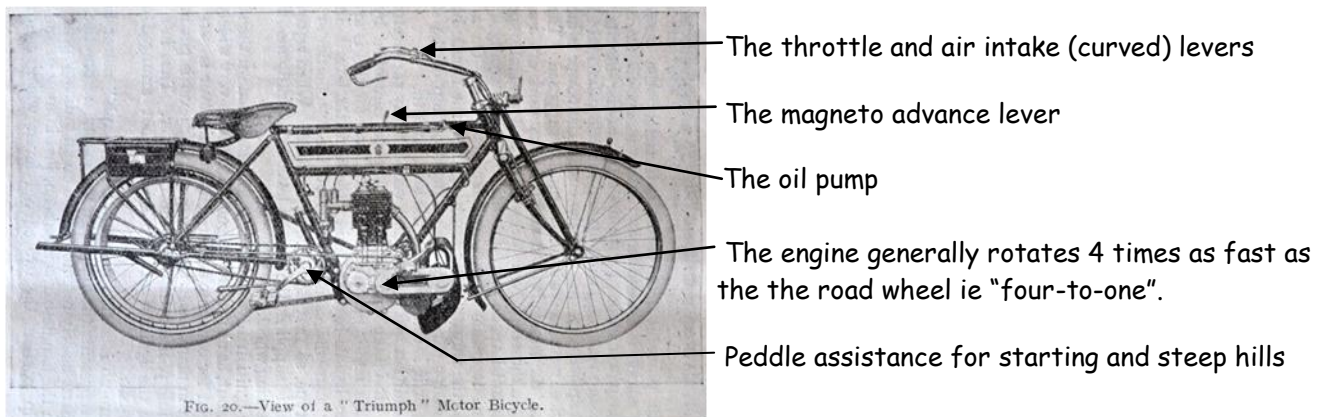 The throttle and air intake (curved) levers
The magneto advance lever
The oil pump
The engine generally rotates 4 times as fast as
the the road wheel ie “four-to-one”.
Peddle assistance for starting and steep hills
FIG. 20.—View of a "Triumph" Motor Bicycle.